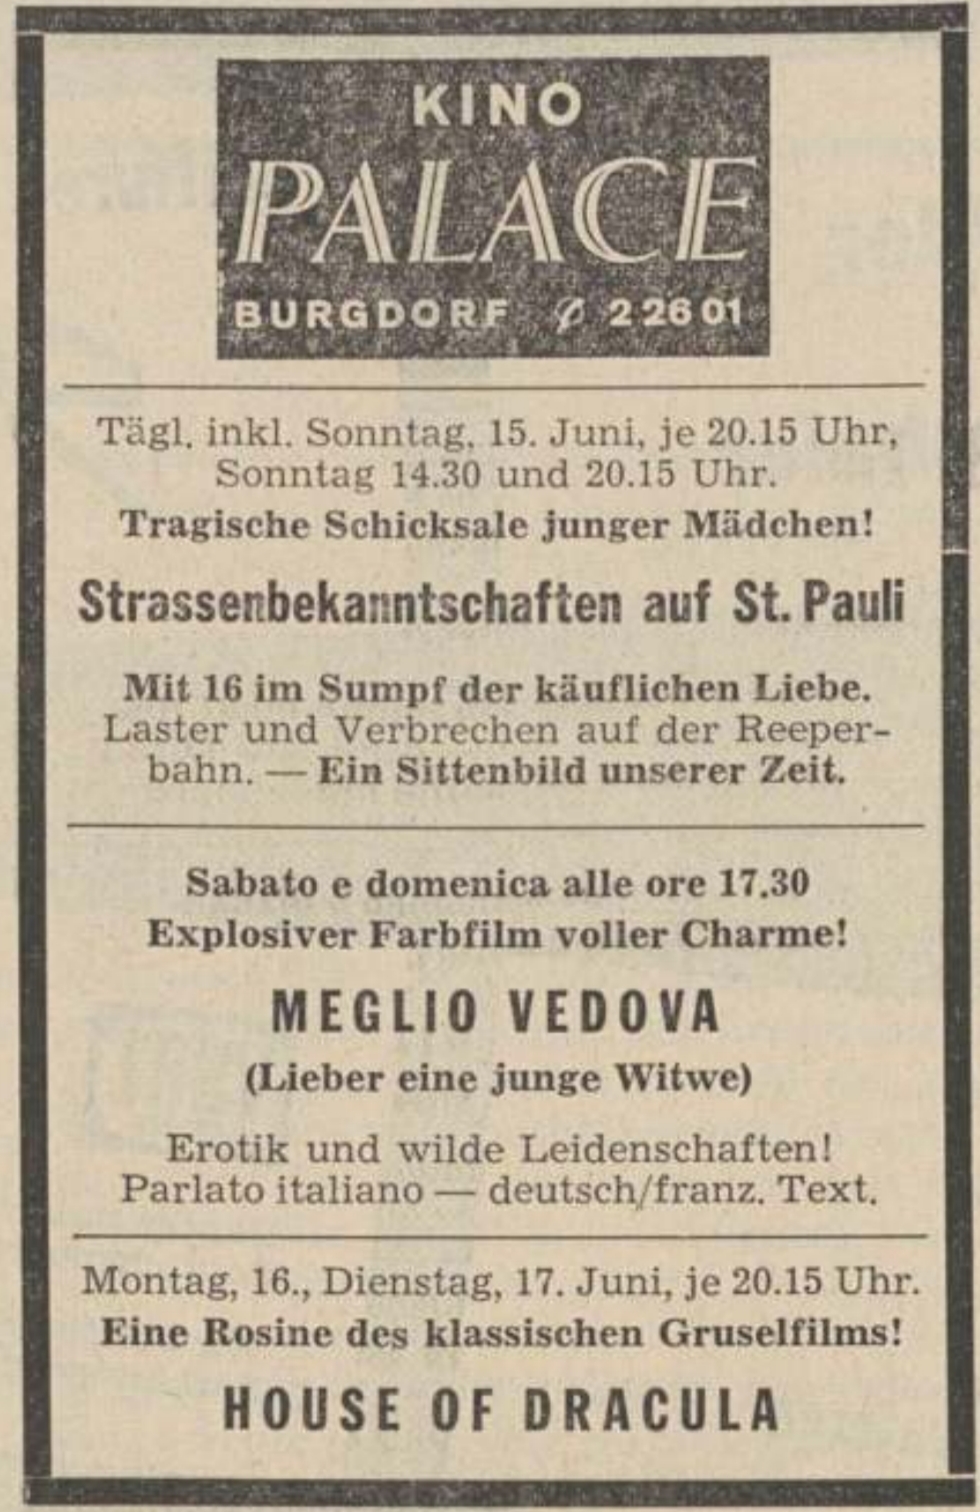 KINO
PALACE
BURGDORF ✆ 2 26 01
Tägl. inkl. Sonntag, 15. Juni, je 20.15 Uhr,
Sonntag 14.30 und 20.15 Uhr.
Tragische Schicksale junger Mädchen!
Strassenbekanntschaften auf St. Pauli
Mit 16 im Sumpf der käuflichen Liebe.
Laster und Verbrechen auf der Reeper-
bahn. — Ein Sittenbild unserer Zeit.
Sabato e domenica alle ore 17.30
Explosiver Farbfilm voller Charme!
MEGLIO VEDOVA
(Lieber eine junge Witwe)
Erotik und wilde Leidenschaften!
Parlato italiano — deutsch/franz. Text.
Montag, 16., Dienstag, 17. Juni, je 20.15 Uhr.
Eine Rosine des klassischen Gruselfilms!
HOUSE OF DRACULA